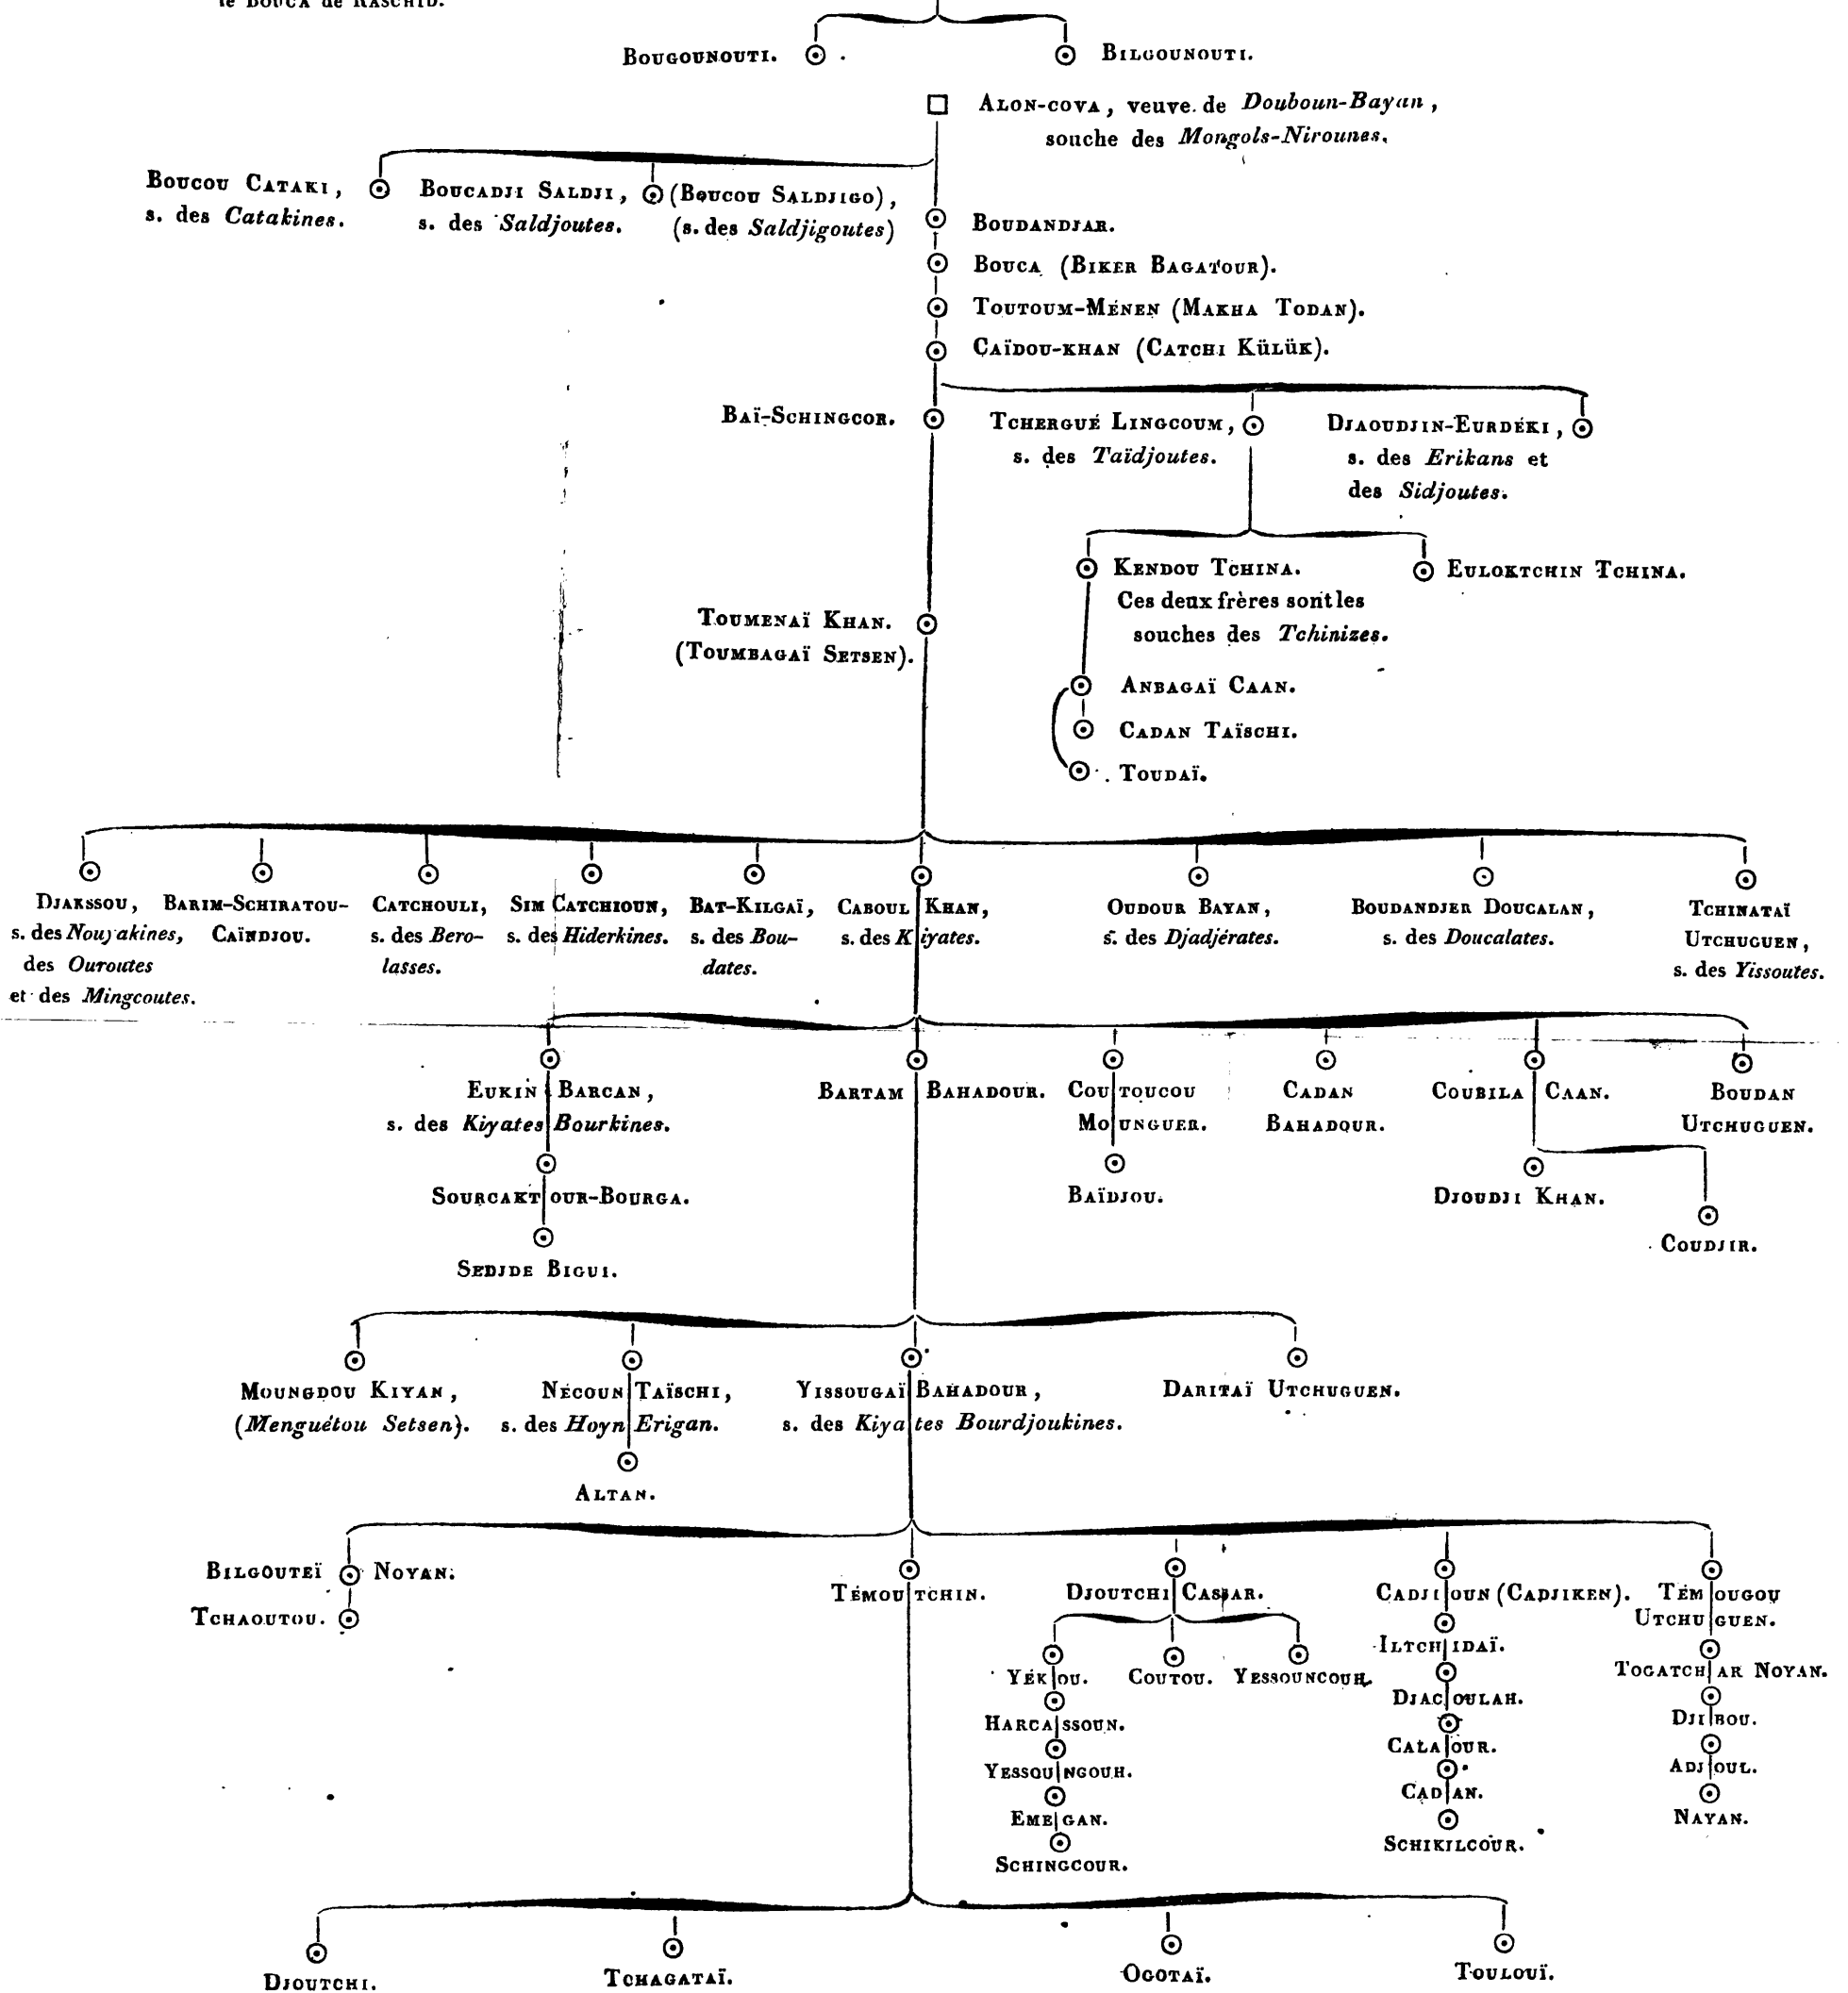 le Bouca de Raschid.
Bougounouti.
Bilgounouti.
Alon-cova, veuve de Douboun-Bayan,
souche des Mongols-Nirounes.
Boucou Cataki,
s. des Catakines.
Boucadji Saldji,
s. des Saldjoutes.
(Boucou Saldjigo),
(s. des Saldjigoutes)
Boudandjar.
Bouca (Biker Bagatour).
Toutoum-Ménen (Makha Todan).
Caïdou-khan (Catchi Külük).
Baï-Schingcor.
Tchergué Lingcoum,
s. des Taïdjoutes.
Djaoudjin-Eurdéki,
s. des Erikans et
des Sidjoutes.
Kendou Tchina.
Euloktchin Tchina.
Ces deux frères sont les
souches des Tchinizes.
Toumenaï Khan.
(Toumbagaï Setsen).
Anbagaï Caan.
Cadan Taïschi.
Toudaï.
Djakssou,
s. des Nouyakines,
des Ouroutes
et des Mingcoutes.
Barim-Schiratou-
Caïndjou.
Catchouli,
s. des Bero-
lasses.
Sim Catchioun,
s. des Hiderkines.
Bat-Kilgaï,
s. des Bou-
dates.
Caboul Khan,
s. des Kiyates.
Oudour Bayan,
s. des Djadjérates.
Boudandjer Doucalan,
s. des Doucalates.
Tchinataï
Utchuguen,
s. des Yissoutes.
Eukin Barcan,
s. des Kiyates Bourkines.
Bartam Bahadour.
Coutoucou
Mounguer.
Cadan
Bahadour.
Coubila Caan.
Boudan
Utchuguen.
Sourcaktour-Bourga.
Baïdjou.
Djoudji Khan.
Coudjir.
Sedjde Bigui.
Moungdou Kiyan,
(Menguétou Setsen).
Nécoun Taïschi,
s. des Hoyn Erigan.
Yissougaï Bahadour,
s. des Kiyates Bourdjoukines.
Daritaï Utchuguen.
Altan.
Bilgouteï Noyan.
Tchaoutou.
Témoutchin.
Djoutchi Cassar.
Cadjioun (Cadjiken).
Témougou
Utchuguen.
Yékou.
Coutou.
Yessouncouh.
Iltchidaï.
Togatchar Noyan.
Harcassoun.
Djacoulah.
Djibou.
Yessoungouh.
Calaour.
Adjoul.
Emegan.
Cadan.
Nayan.
Schingcour.
Schikilcour.
Djoutchi.
Tchagataï.
Ogotaï.
Toulouï.